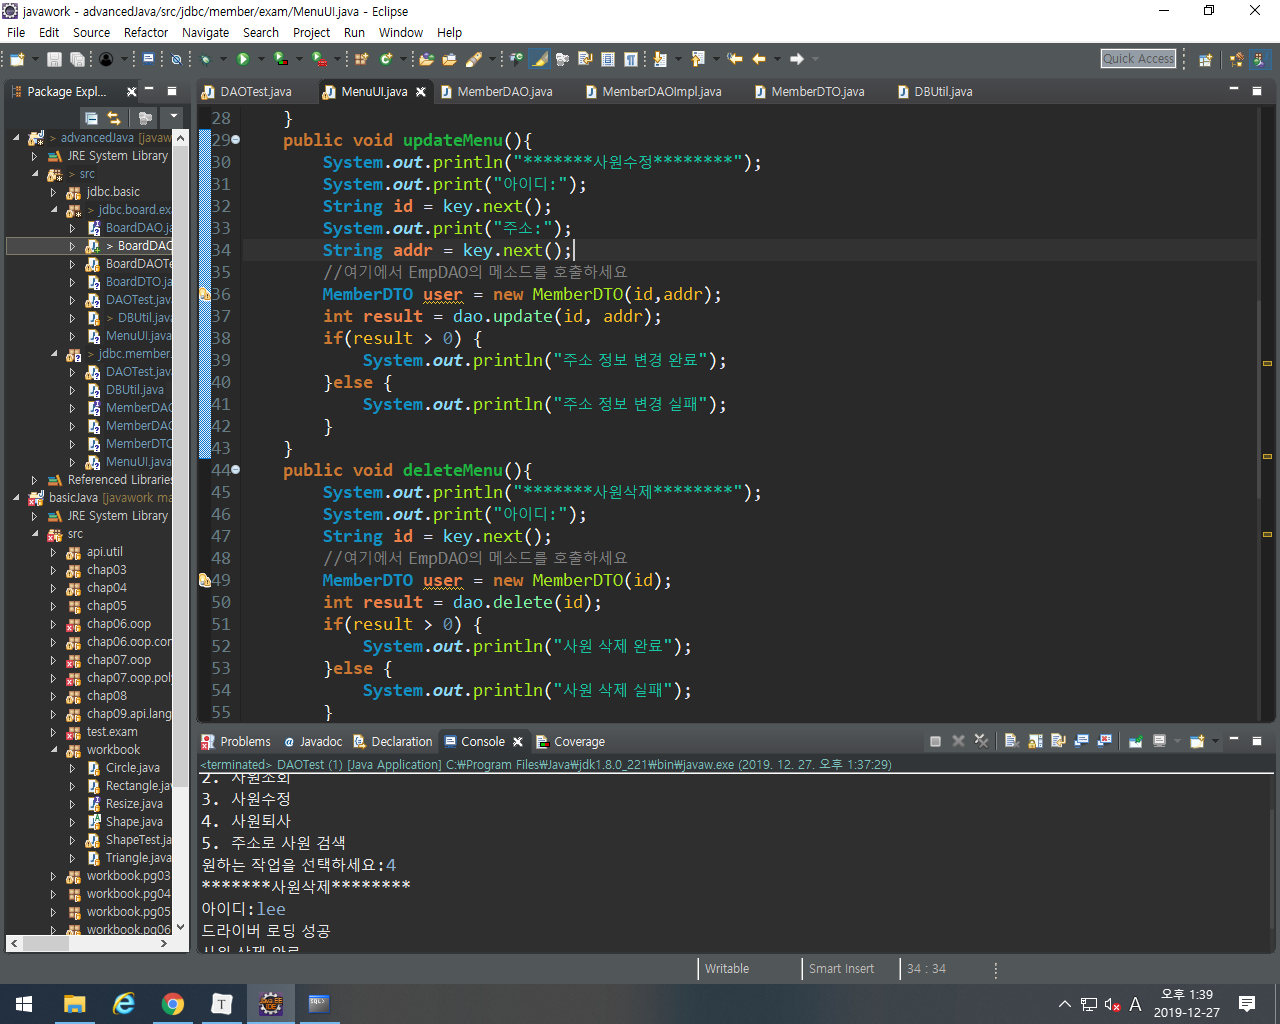 javawork - advancedJava/src/jdbc/member/exam/MenuUI.java - Eclipse
File Edit Source Refactor Navigate Search Project Run Window Help
Quick Access
Package Expl...
DAOTest.java MenuUI.java MemberDAO.java MemberDAOImpl.java MemberDTO.java DBUtil.java
> advancedJava [javaw
JRE System Library
> src
jdbc.basic
> jdbc.board.exa
BoardDAO.ja
> BoardDAO
BoardDAOTe
BoardDTO.ja
DAOTest.java
> DBUtil.java
MenuUI.java
> jdbc.member.
DAOTest.java
DBUtil.java
MemberDAO
MemberDAO
MemberDTO
MenuUI.java
Referenced Libraries
basicJava [javawork ma
JRE System Library
src
api.util
chap03
chap04
chap05
chap06.oop
chap06.oop.con
chap07.oop
chap07.oop.poly
chap08
chap09.api.lang
test.exam
workbook
Circle.java
Rectangle.jav
Resize.java
Shape.java
ShapeTest.ja
Triangle.java
workbook.pg03
workbook.pg04
workbook.pg05
workbook.pg06
28 }
29 public void updateMenu(){
30 System.out.println("*******사원수정********");
31 System.out.print("아이디:");
32 String id = key.next();
33 System.out.print("주소:");
34 String addr = key.next();
35 //여기에서 EmpDAO의 메소드를 호출하세요
36 MemberDTO user = new MemberDTO(id,addr);
37 int result = dao.update(id, addr);
38 if(result > 0) {
39 System.out.println("주소 정보 변경 완료");
40 }else {
41 System.out.println("주소 정보 변경 실패");
42 }
43 }
44 public void deleteMenu(){
45 System.out.println("*******사원삭제********");
46 System.out.print("아이디:");
47 String id = key.next();
48 //여기에서 EmpDAO의 메소드를 호출하세요
49 MemberDTO user = new MemberDTO(id);
50 int result = dao.delete(id);
51 if(result > 0) {
52 System.out.println("사원 삭제 완료");
53 }else {
54 System.out.println("사원 삭제 실패");
55 }
Problems Javadoc Declaration Console Coverage
<terminated> DAOTest (1) [Java Application] C:₩Program Files₩Java₩jdk1.8.0_221₩bin₩javaw.exe (2019. 12. 27. 오후 1:37:29)
2. 사원조회
3. 사원수정
4. 사원퇴사
5. 주소로 사원 검색
원하는 작업을 선택하세요:4
*******사원삭제********
아이디:lee
드라이버 로딩 성공
사원 삭제 완료
Writable Smart Insert 34 : 34
A
오후 1:39
2019-12-27